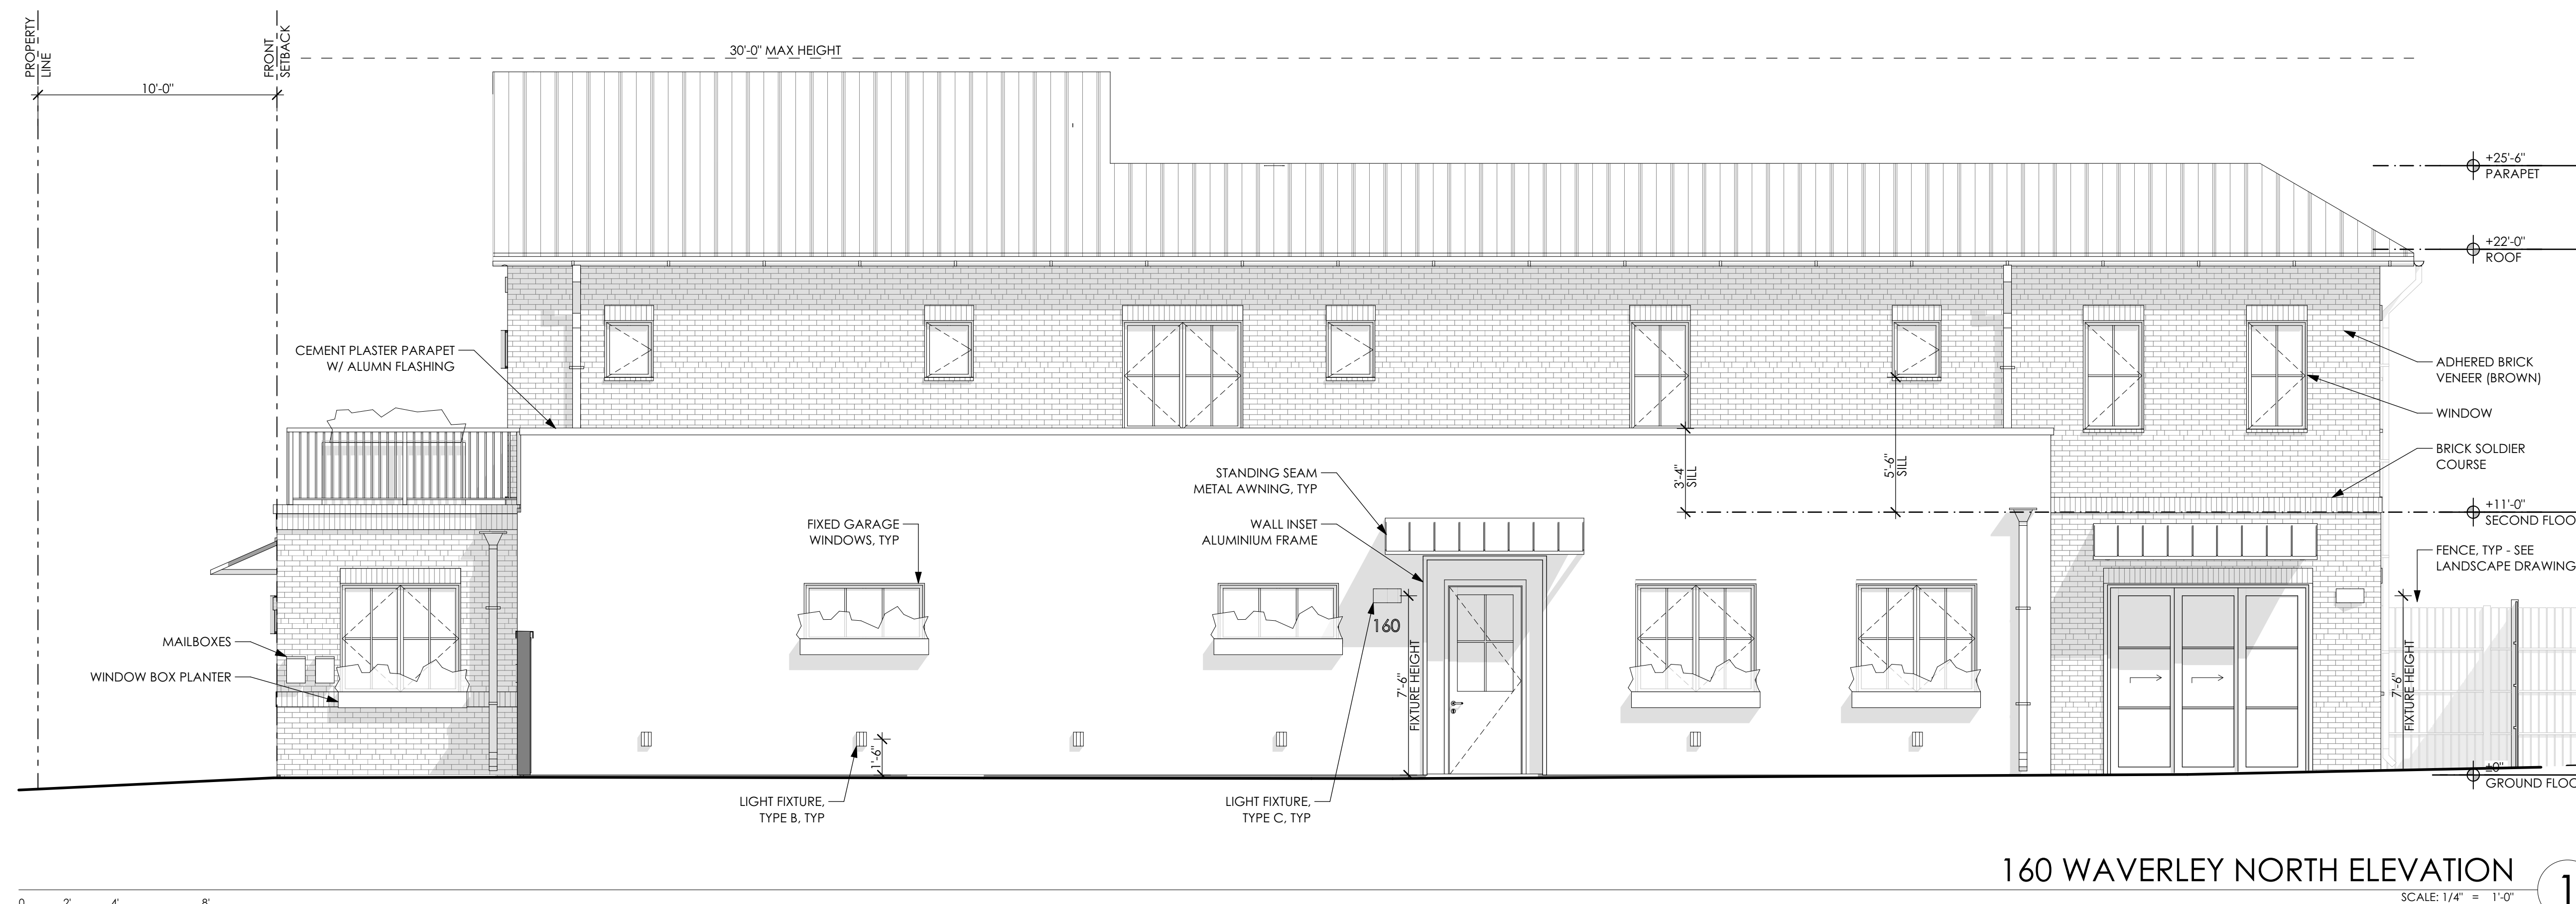 PROPERTY
LINE
FRONT
SETBACK
10'-0"
30'-0" MAX HEIGHT
+25'-6"
PARAPET
+22'-0"
ROOF
CEMENT PLASTER PARAPET
W/ ALUMN FLASHING
ADHERED BRICK
VENEER (BROWN)
WINDOW
BRICK SOLDIER
COURSE
STANDING SEAM
METAL AWNING, TYP
3'-4"
SILL
5'-6"
SILL
+11'-0"
SECOND FLOO
FIXED GARAGE
WINDOWS, TYP
WALL INSET
ALUMINIUM FRAME
FENCE, TYP - SEE
LANDSCAPE DRAWING
160
MAILBOXES
WINDOW BOX PLANTER
7'-6"
FIXTURE HEIGHT
7'-6"
FIXTURE HEIGHT
1'-6"
±0"
GROUND FLOO
LIGHT FIXTURE,
TYPE B, TYP
LIGHT FIXTURE,
TYPE C, TYP
160 WAVERLEY NORTH ELEVATION
1
SCALE: 1/4" = 1'-0"
0 2' 4' 8'